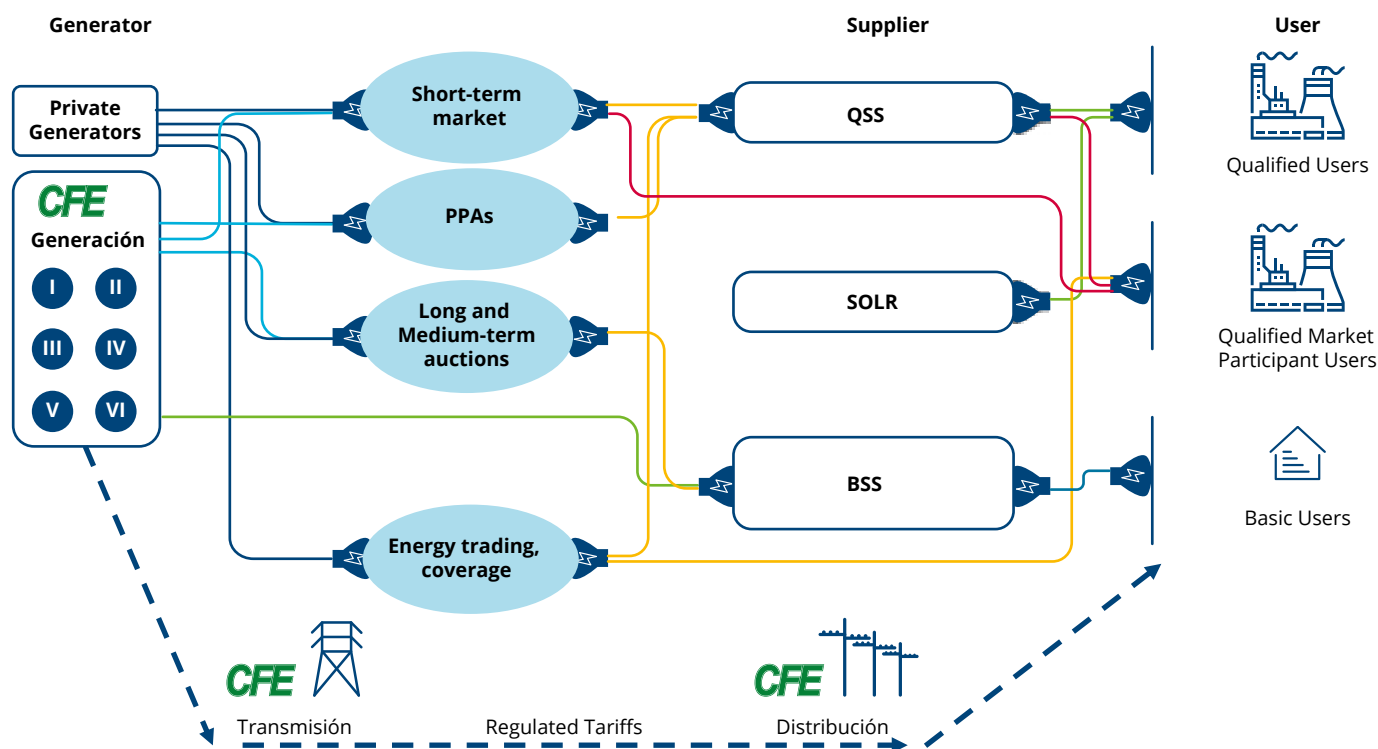 Generator
Supplier
User
Private
Generators
CFE
Generación
I
II
III
IV
V
VI
Short-term
market
PPAs
Long and
Medium-term
auctions
Energy trading,
coverage
QSS
SOLR
BSS
Qualified Users
Qualified Market
Participant Users
Basic Users
CFE
Transmisión
Regulated Tariffs
CFE
Distribución